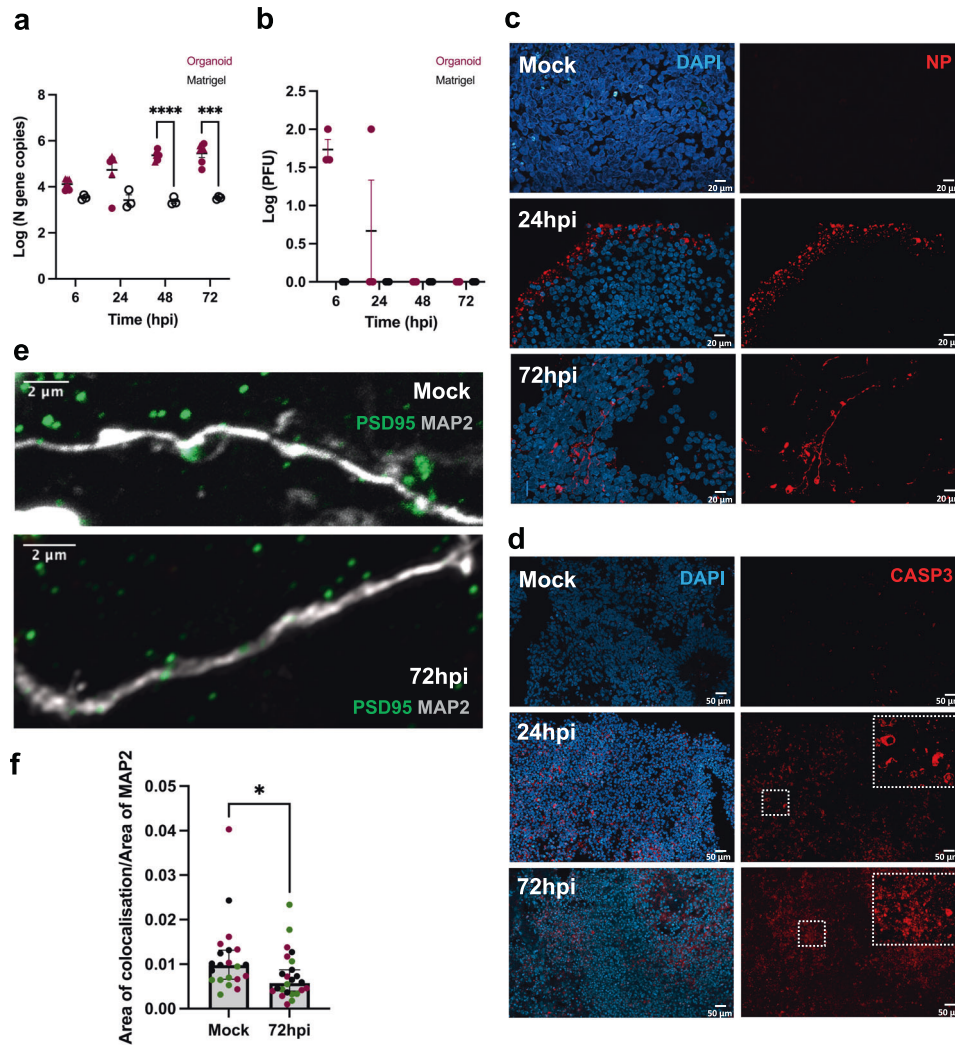 a
Organoid
Matrigel
**** ***
Log (N gene copies)
8
6
4
2
0
6 24 48 72
Time (hpi)
b
Organoid
Matrigel
Log (PFU)
2.5
2.0
1.5
1.0
0.5
0.0
6 24 48 72
Time (hpi)
c
Mock DAPI NP
20 µm 20 µm
24hpi
20 µm 20 µm
72hpi
20 µm 20 µm
e
2 µm Mock
PSD95 MAP2
2 µm
72hpi
PSD95 MAP2
d
Mock DAPI CASP3
50 µm 50 µm
24hpi
50 µm 50 µm
72hpi
50 µm 50 µm
f
Area of colocalisation/Area of MAP2
0.05
0.04
0.03
0.02
0.01
0.00
*
Mock 72hpi